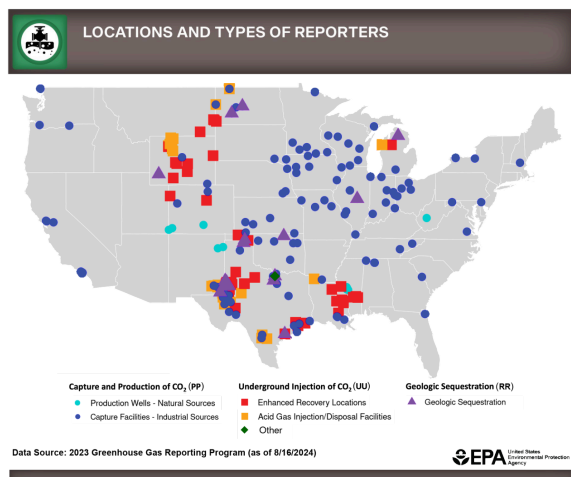 LOCATIONS AND TYPES OF REPORTERS
Capture and Production of CO₂ (PP)
Production Wells - Natural Sources
Capture Facilities - Industrial Sources
Underground Injection of CO₂ (UU)
Enhanced Recovery Locations
Acid Gas Injection/Disposal Facilities
Other
Geologic Sequestration (RR)
Geologic Sequestration
Data Source: 2023 Greenhouse Gas Reporting Program (as of 8/16/2024)
EPA
United States
Environmental Protection
Agency